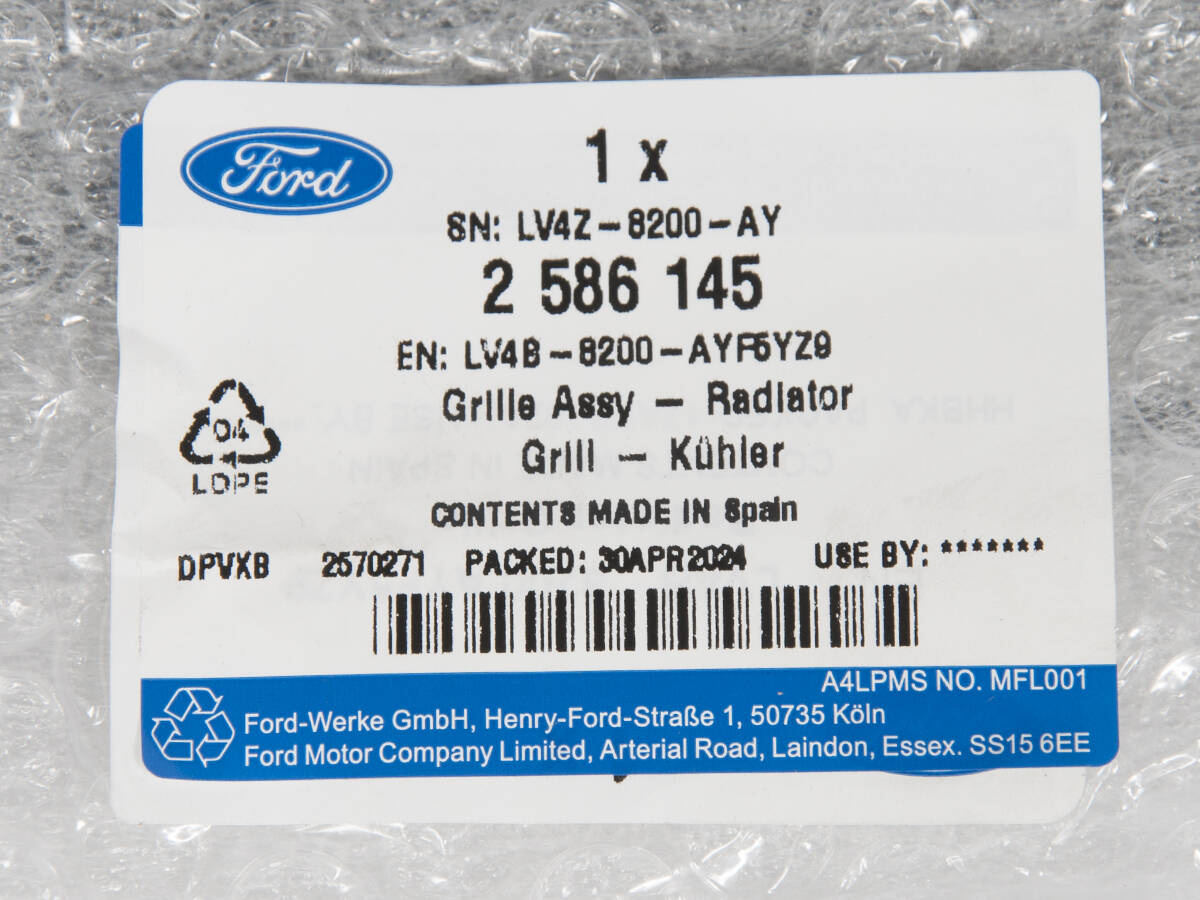 Ford
1 x
SN: LV4Z-8200-AY
2 586 145
EN: LV4B-8200-AYF5YZ9
Grille Assy - Radiator
Grill - Kühler
04
LDPE
CONTENTS MADE IN Spain
DPVXB 2570271 PACKED: 30APR2024 USE BY: *******
A4LPMS NO. MFL001
Ford-Werke GmbH, Henry-Ford-Straße 1, 50735 Köln
Ford Motor Company Limited, Arterial Road, Laindon, Essex. SS15 6EE